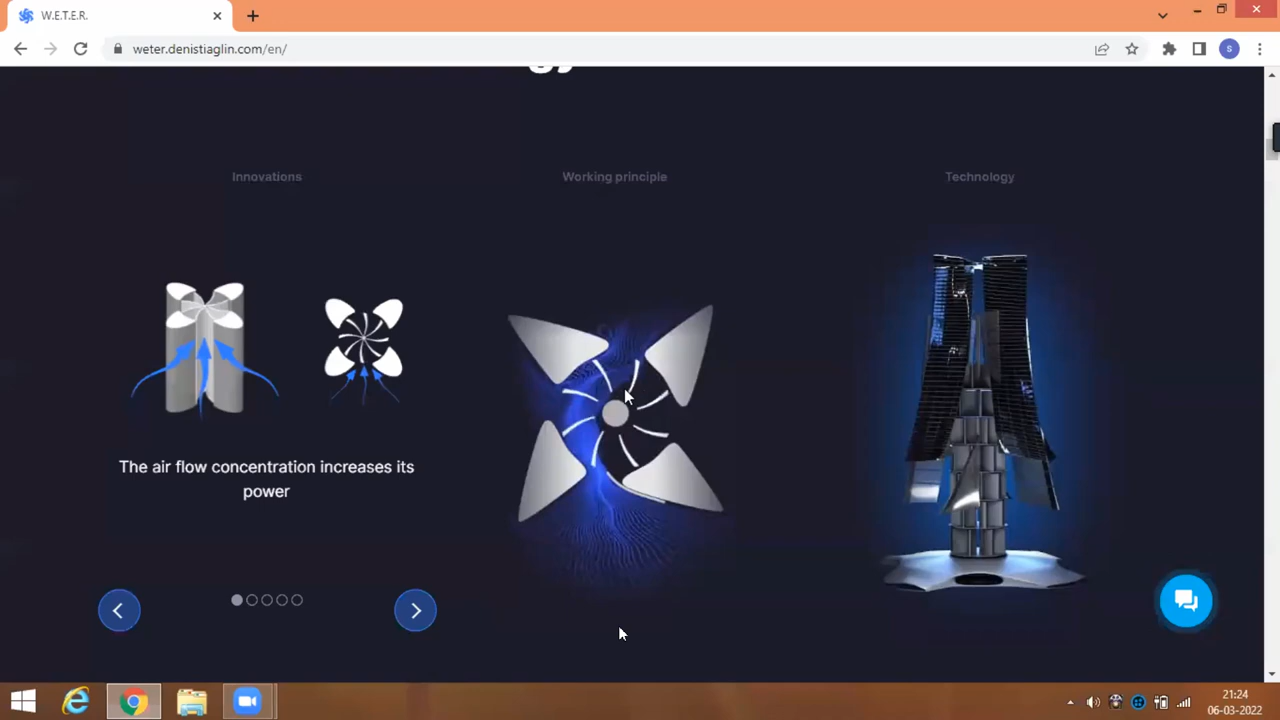 W.E.T.E.R.
weter.denistiaglin.com/en/
S
Innovations
Working principle
Technology
The air flow concentration increases its
power
21:24
06-03-2022